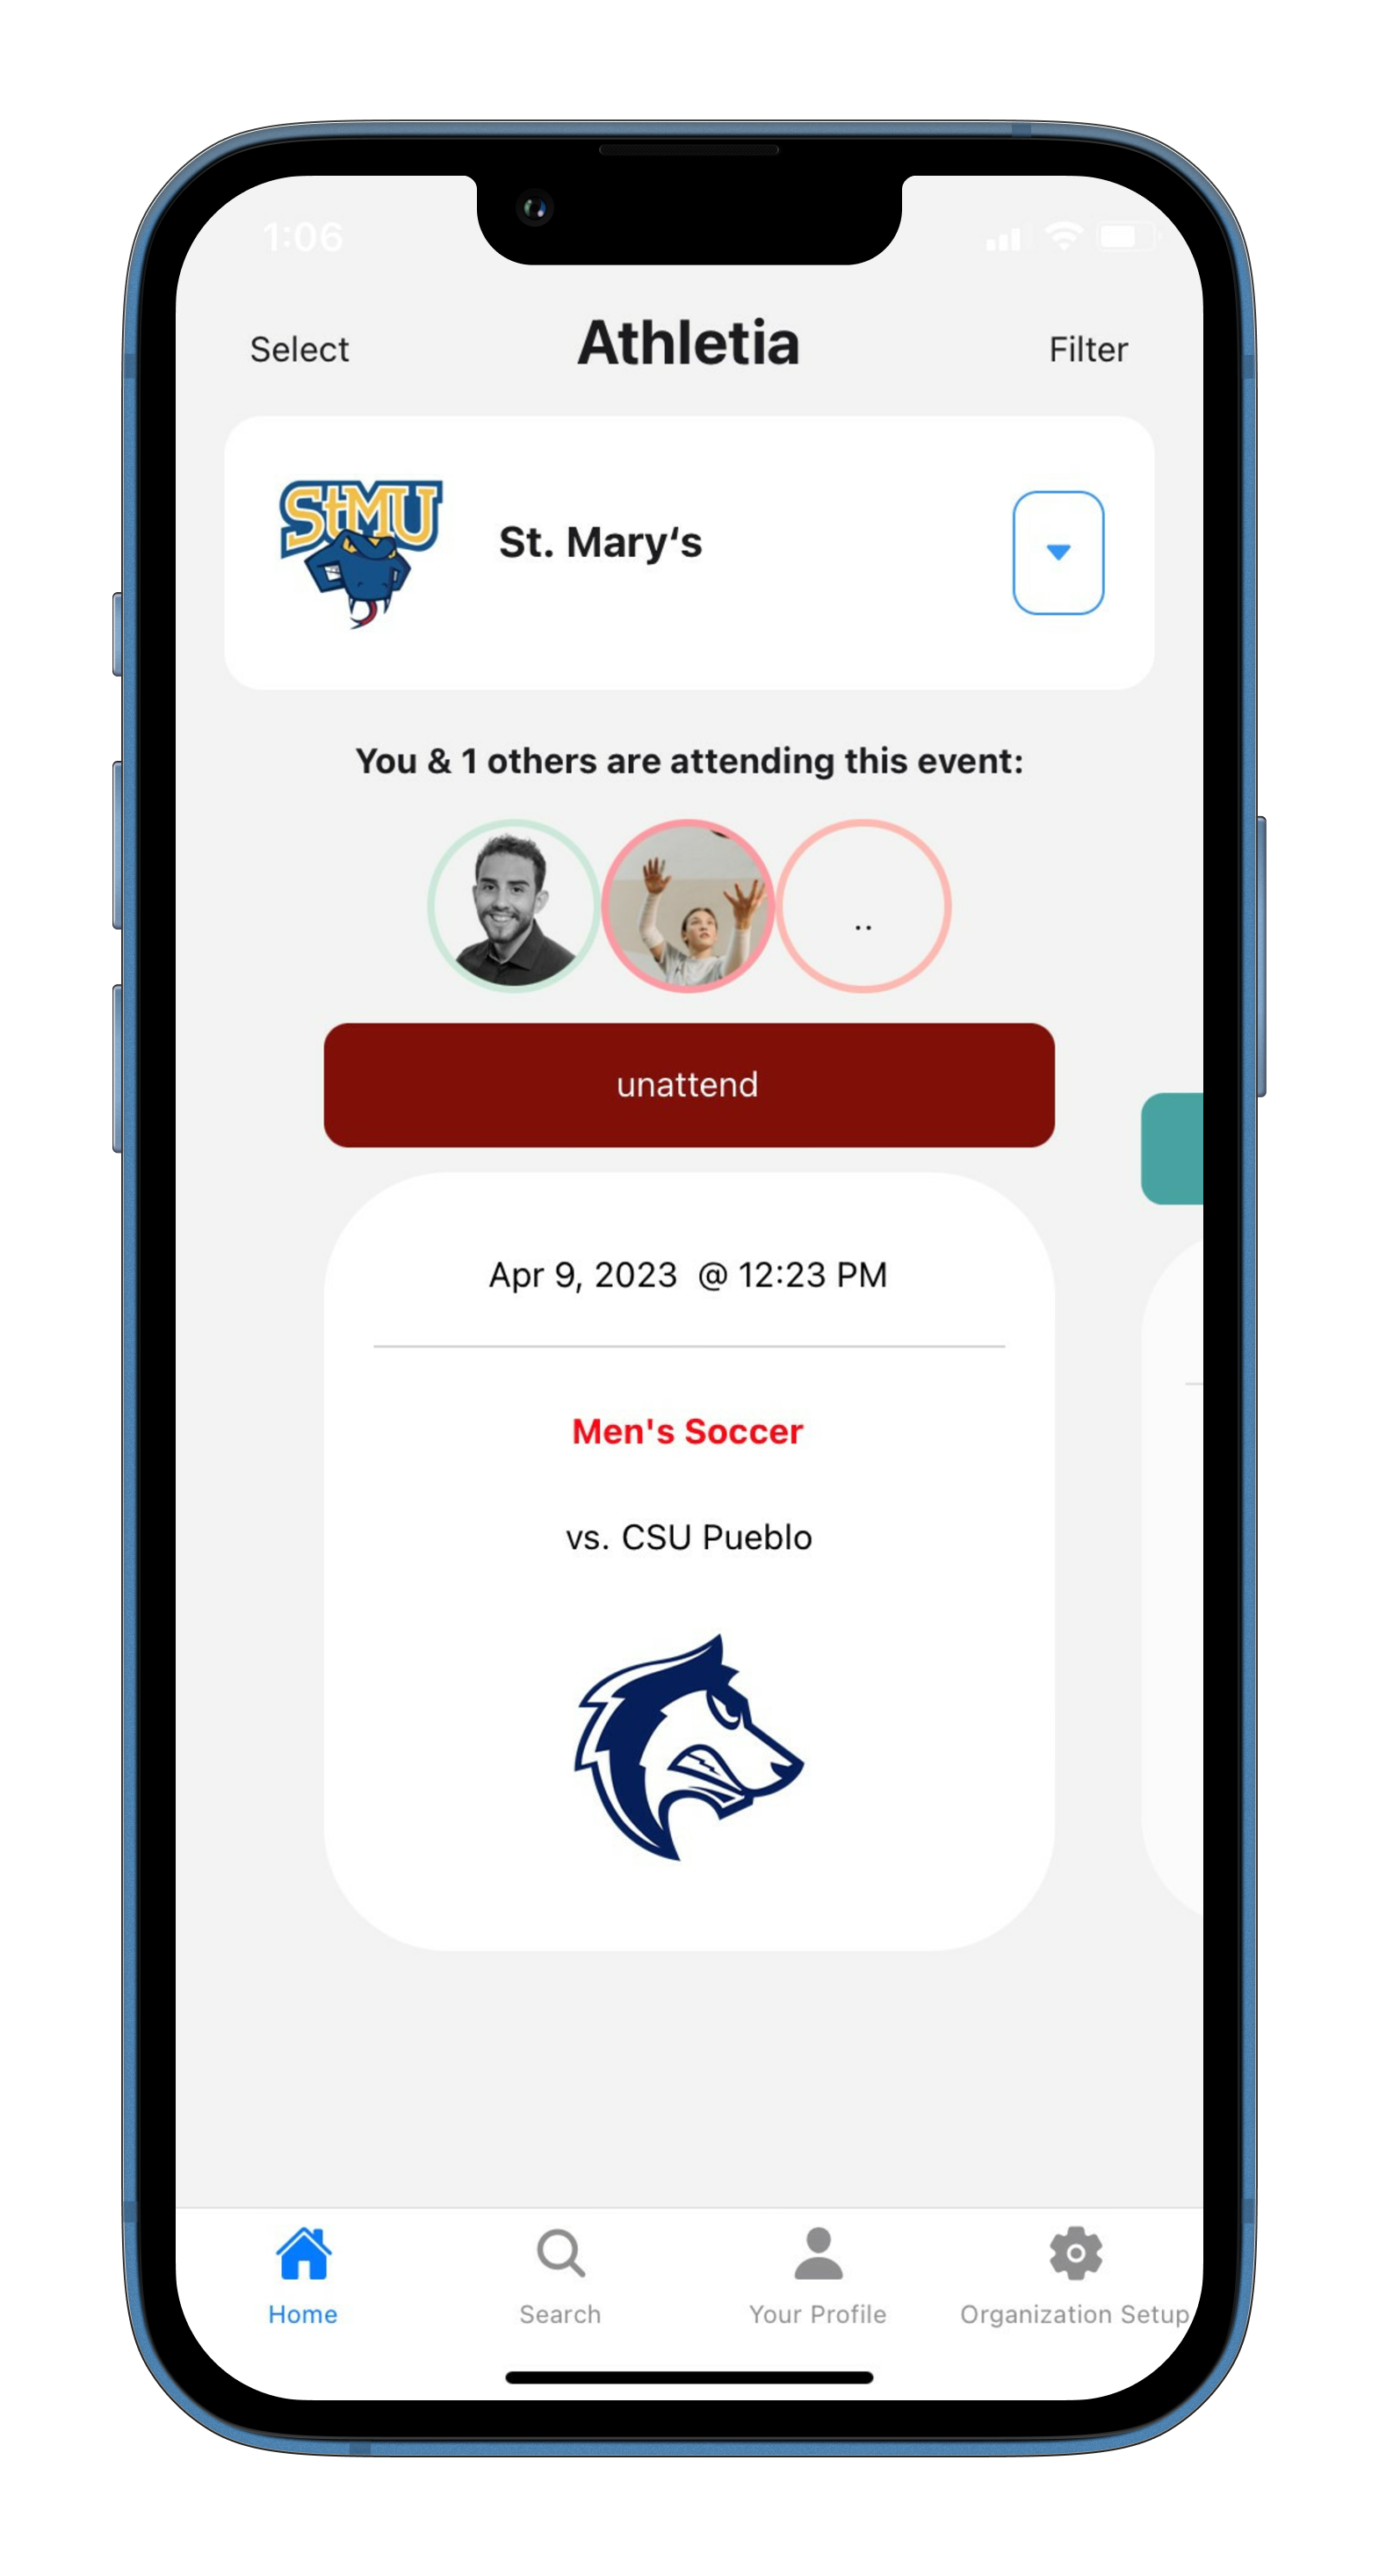 1:06
Select Athletia Filter
StMU
St. Mary‘s
You & 1 others are attending this event:
..
unattend
Apr 9, 2023 @ 12:23 PM
Men's Soccer
vs. CSU Pueblo
Home Search Your Profile Organization Setup